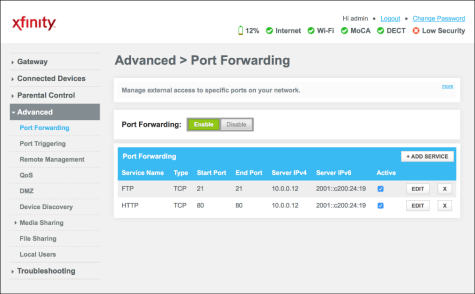 xfinity
Hi admin • Logout • Change Password
12% Internet Wi-Fi MoCA DECT Low Security
Gateway
Connected Devices
Parental Control
Advanced
Port Forwarding
Port Triggering
Remote Management
QoS
DMZ
Device Discovery
Media Sharing
File Sharing
Local Users
Troubleshooting
Advanced > Port Forwarding
Manage external access to specific ports on your network.
more
Port Forwarding: Enable Disable
Port Forwarding + ADD SERVICE
Service Name Type Start Port End Port Server IPv4 Server IPv6 Active
FTP TCP 21 21 10.0.0.12 2001::c200:24:19 EDIT X
HTTP TCP 80 80 10.0.0.12 2001::c200:24:19 EDIT X